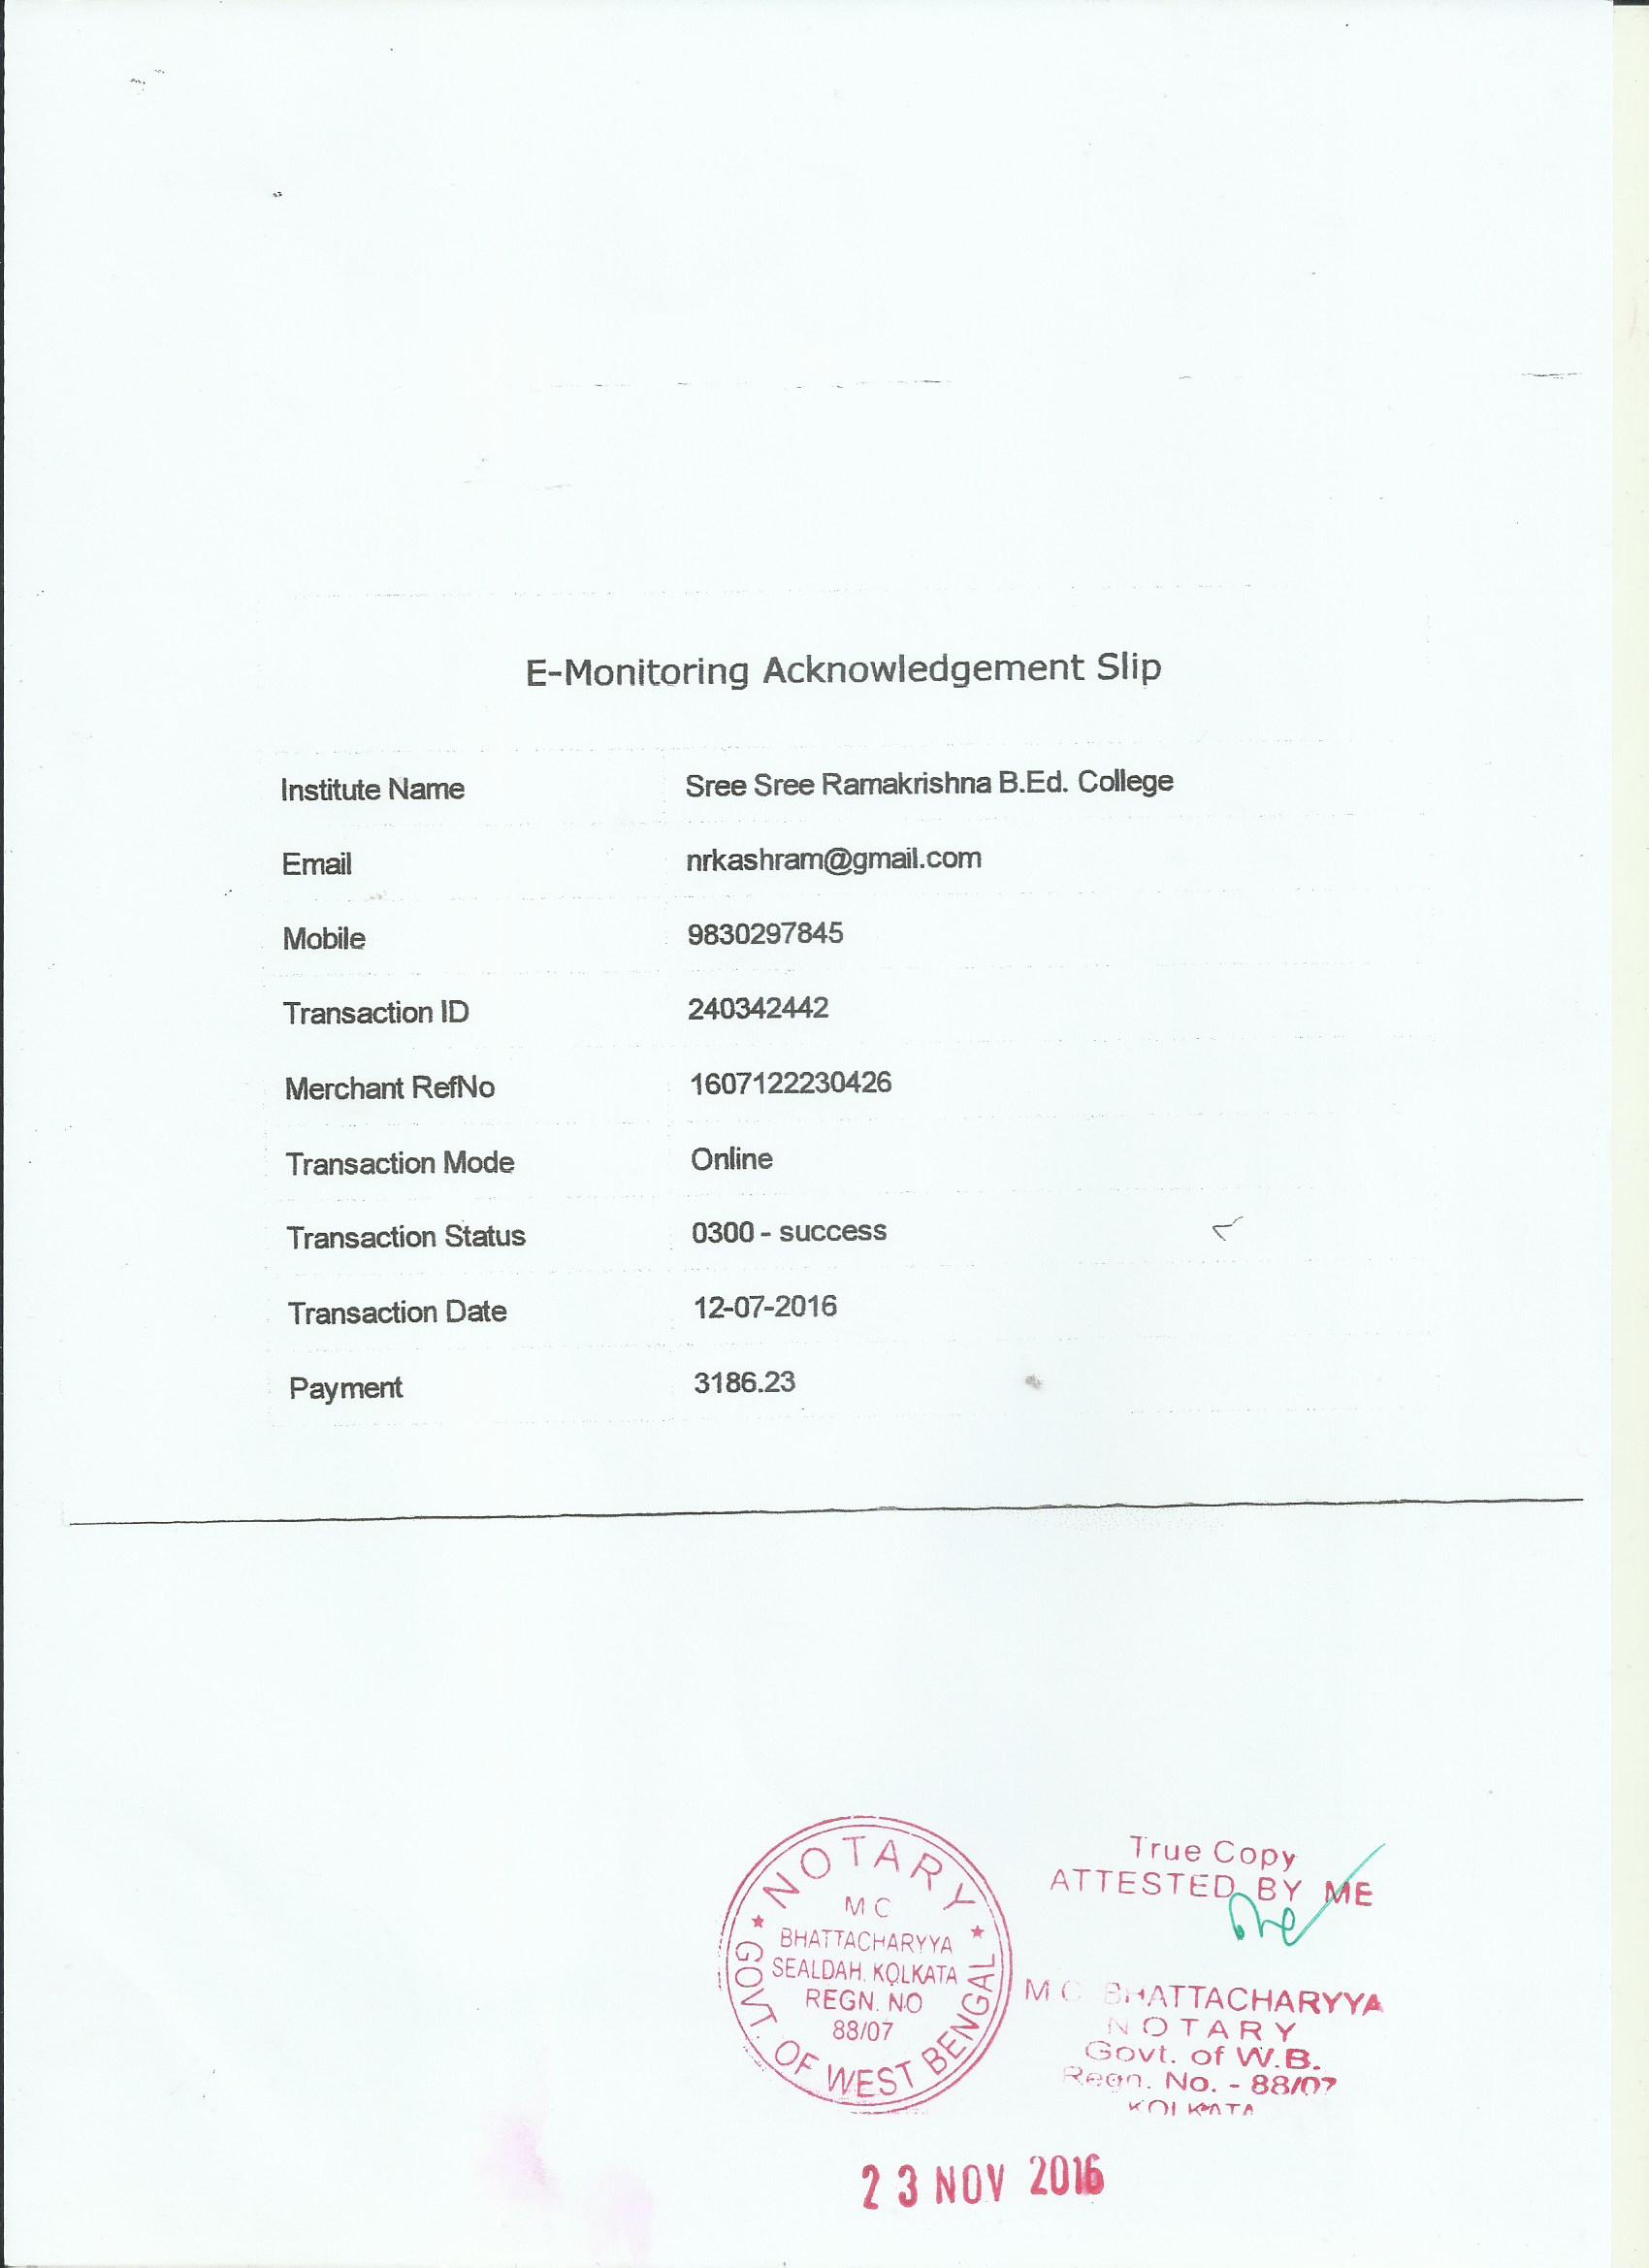 E-Monitoring Acknowledgement Slip
Institute Name Sree Sree Ramakrishna B.Ed. College
Email nrkashram@gmail.com
Mobile 9830297845
Transaction ID 240342442
Merchant RefNo 1607122230426
Transaction Mode Online
Transaction Status 0300 - success
Transaction Date 12-07-2016
Payment 3186.23
NOTARY
M C
BHATTACHARYYA
SEALDAH, KOLKATA
REGN. NO
88/07
GOVT. OF WEST BENGAL
True Copy
ATTESTED BY ME
M C BHATTACHARYYA
NOTARY
Govt. of W.B.
Regn. No. - 88/07
KOLKATA
23 NOV 2016